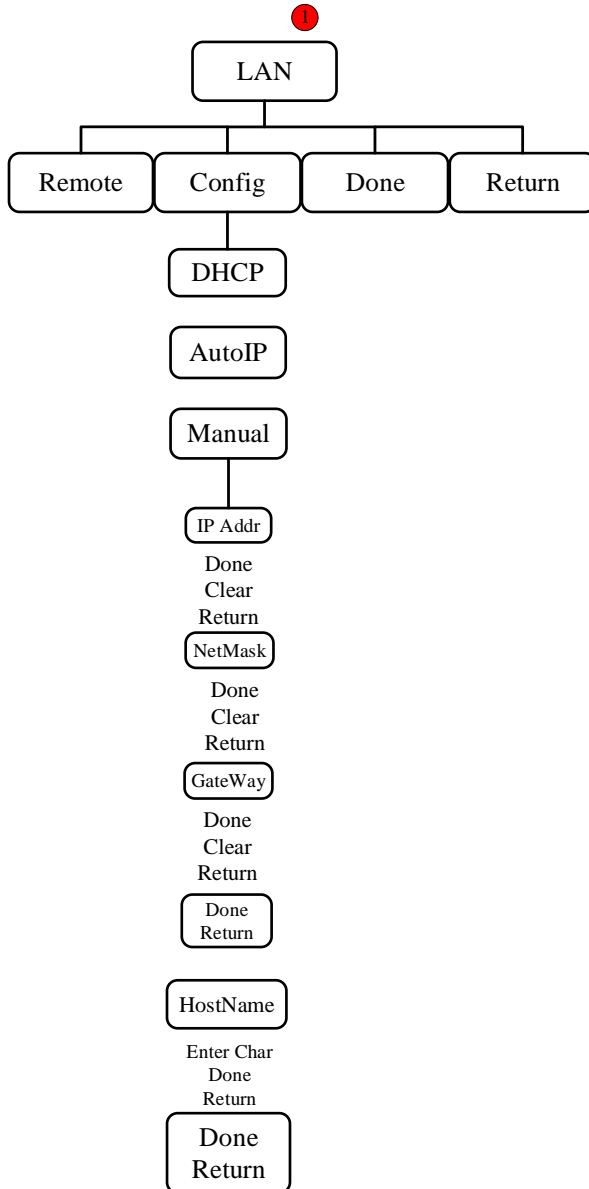 1
LAN
Remote
Config
Done
Return
DHCP
AutoIP
Manual
IP Addr
Done
Clear
Return
NetMask
Done
Clear
Return
GateWay
Done
Clear
Return
Done
Return
HostName
Enter Char
Done
Return
Done
Return